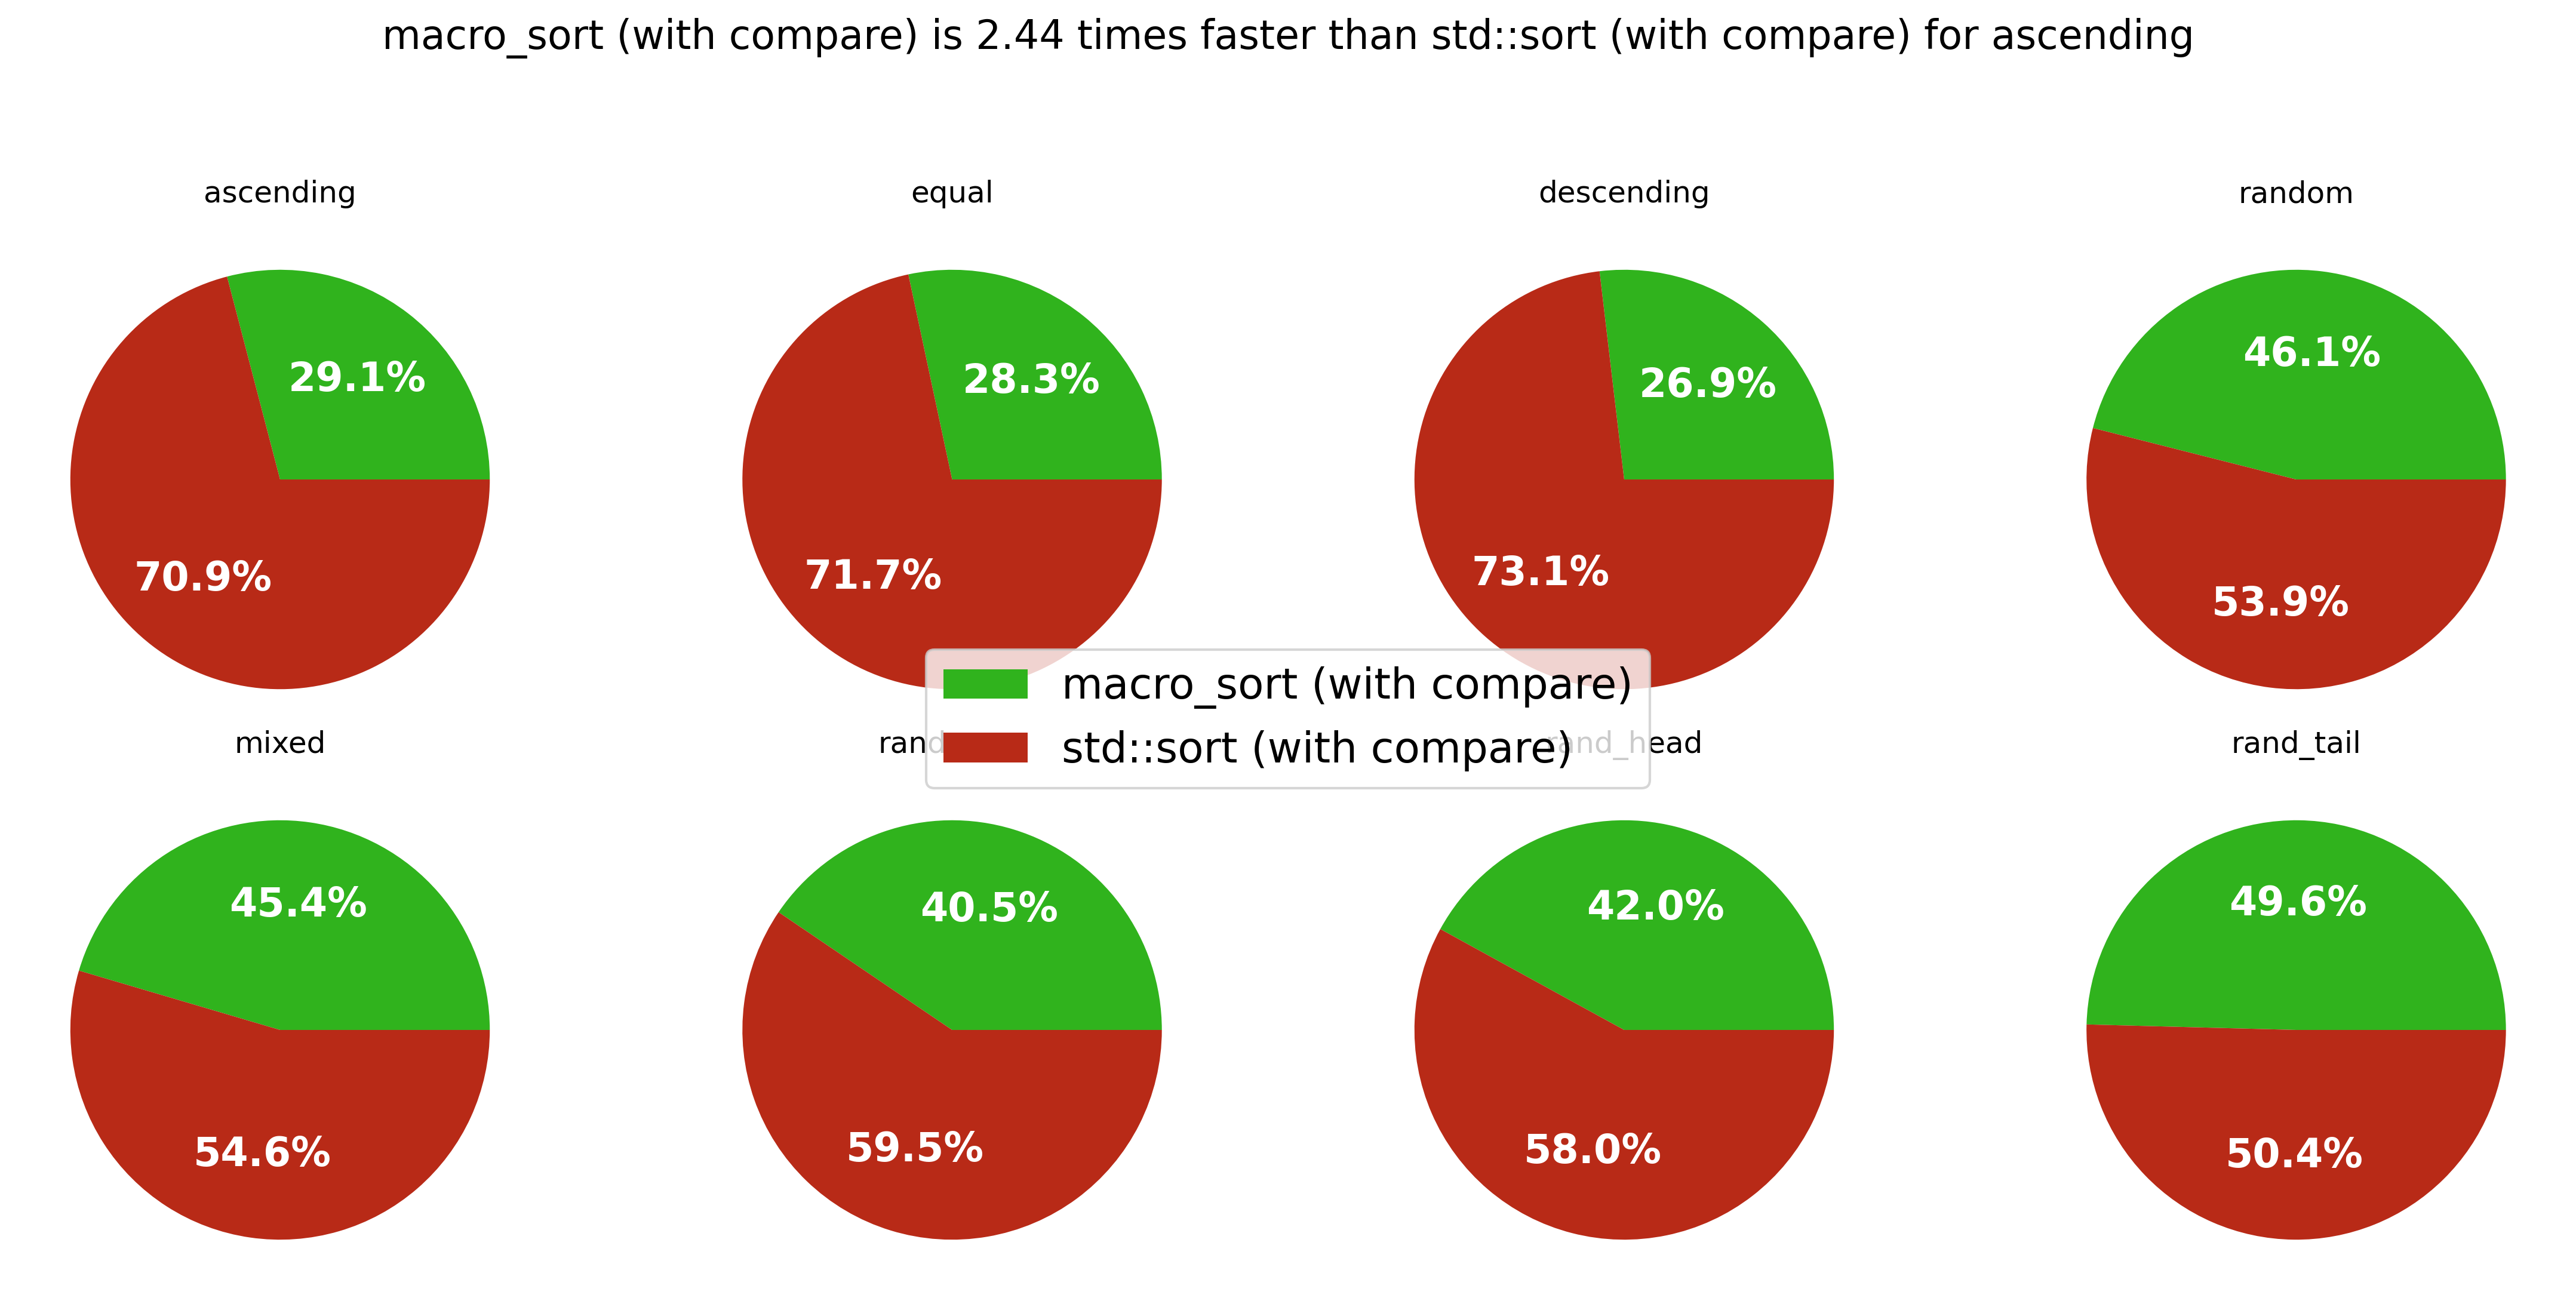 macro_sort (with compare) is 2.44 times faster than std::sort (with compare) for ascending
ascending
equal
descending
random
29.1%
70.9%
28.3%
71.7%
26.9%
73.1%
46.1%
53.9%
macro_sort (with compare)
std::sort (with compare)
mixed
rand_head
rand_tail
45.4%
54.6%
40.5%
59.5%
42.0%
58.0%
49.6%
50.4%